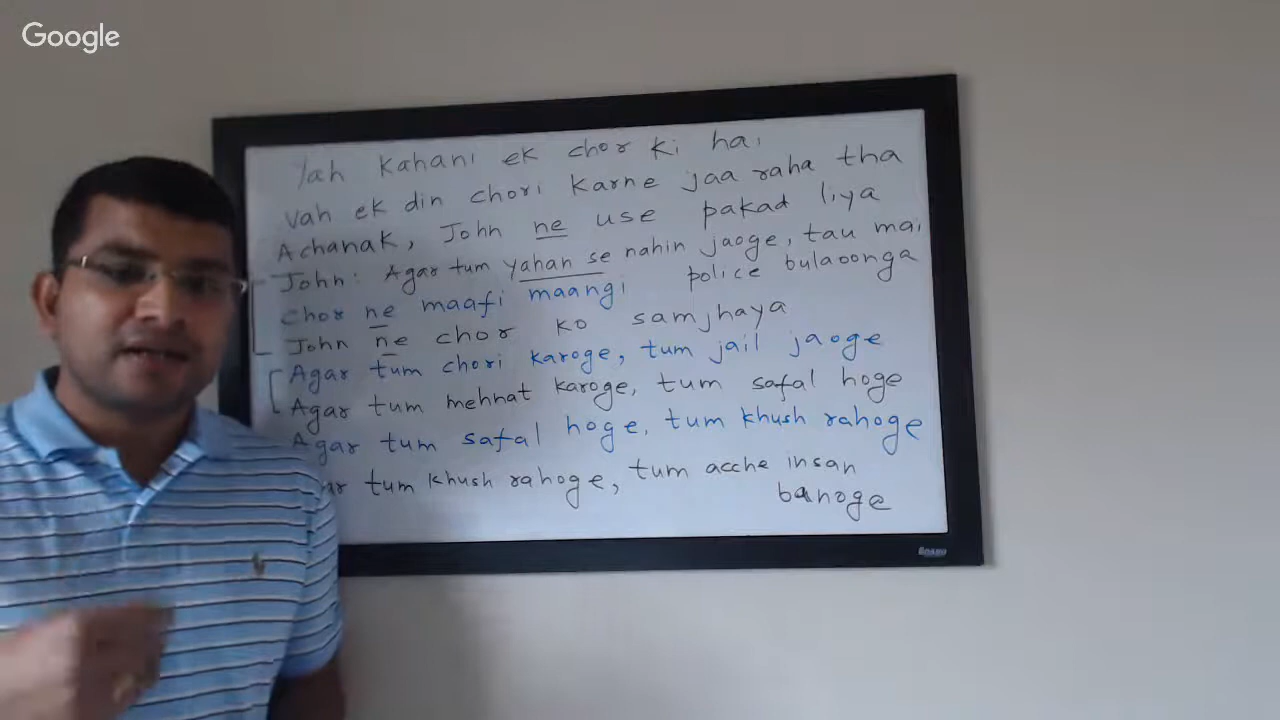 Google
Yah kahani ek chor ki hai
vah ek din chori karne jaa raha tha
Achanak, John ne use pakad liya
John: Agar tum yahan se nahin jaoge, tau mai
police bulaoonga
chor ne maafi maangi
John ne chor ko samjhaya
Agar tum chori karoge, tum jail jaoge
Agar tum mehnat karoge, tum safal hoge
Agar tum safal hoge, tum khush rahoge
ar tum khush rahoge, tum acche insan
banoge